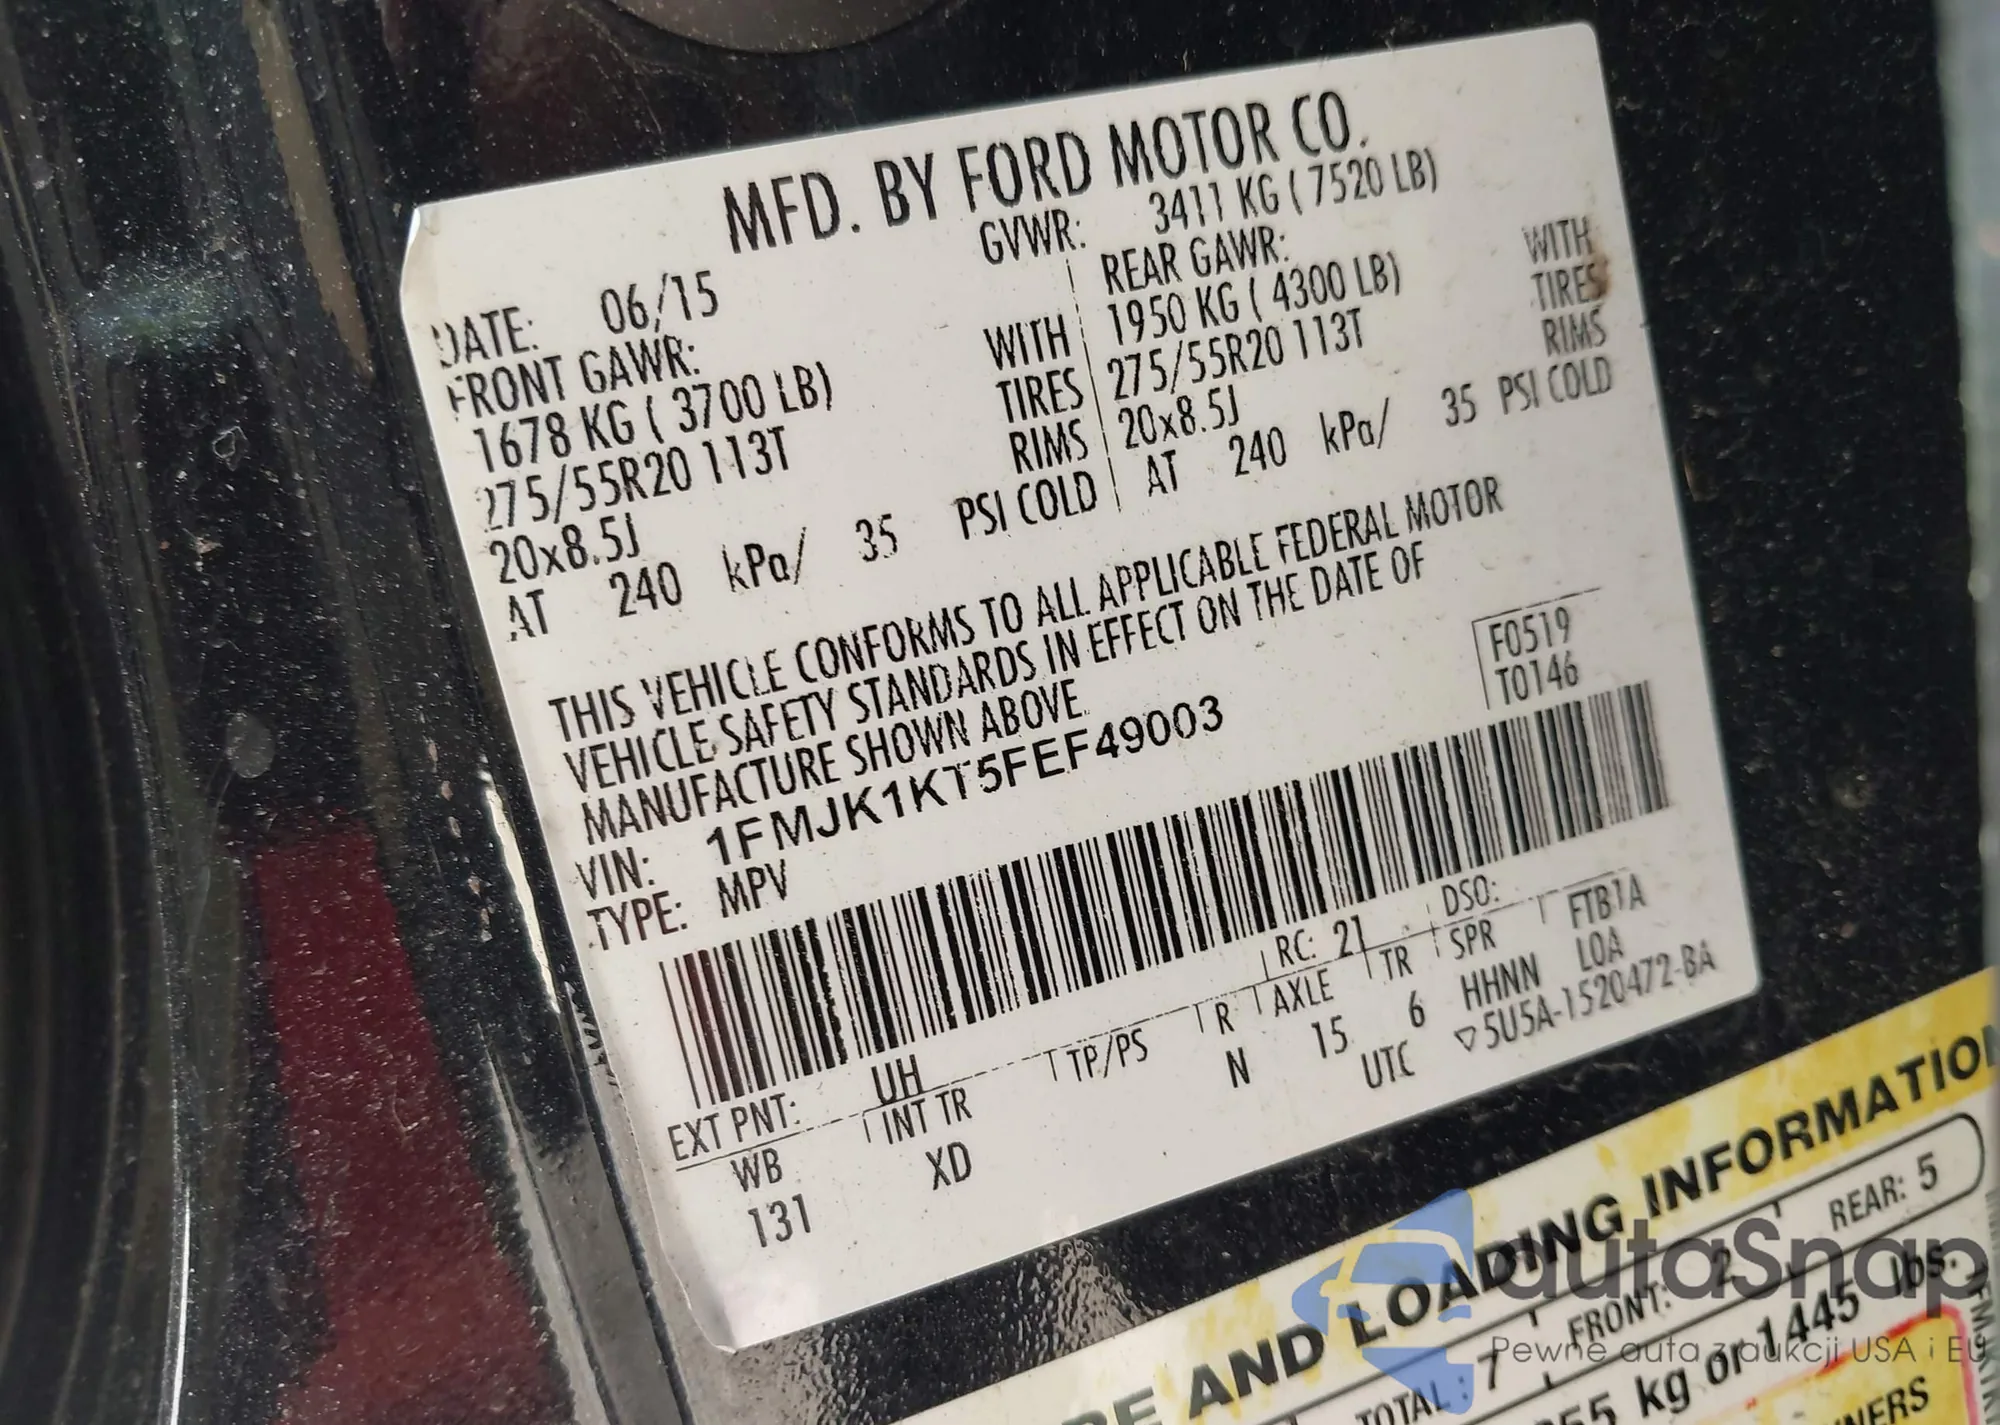 MFD. BY FORD MOTOR CO.
DATE: 06/15 GVWR: 3411 KG ( 7520 LB)
FRONT GAWR: REAR GAWR:
1678 KG ( 3700 LB) WITH 1950 KG ( 4300 LB) WITH
275/55R20 113T TIRES 275/55R20 113T TIRES
20x8.5J RIMS 20x8.5J RIMS
AT 240 kPa/ 35 PSI COLD AT 240 kPa/ 35 PSI COLD
THIS VEHICLE CONFORMS TO ALL APPLICABLE FEDERAL MOTOR
VEHICLE SAFETY STANDARDS IN EFFECT ON THE DATE OF
MANUFACTURE SHOWN ABOVE.
VIN: 1FMJK1KT5FEF49003
TYPE: MPV
F0519
T0146
EXT PNT: UH RC: 21 DSO:
WB INT TR TP/PS R AXLE TR SPR FTB1A
131 XD N 15 6 HHNN LOA
UTC ▽5U5A-1520472-BA
AND LOADING INFORMATION
TOTAL : 7 FRONT: 2 REAR: 5
kg or 1445 lbs.
autaSnap
Pewne auta z aukcji USA i EU